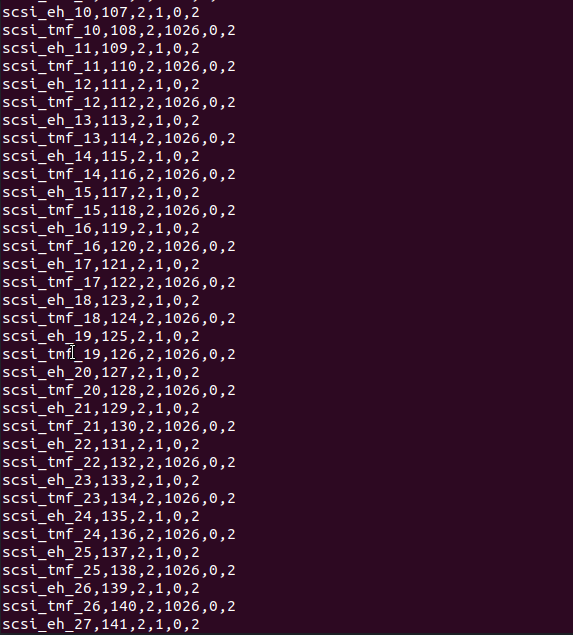 scsi_eh_10,107,2,1,0,2
scsi_tmf_10,108,2,1026,0,2
scsi_eh_11,109,2,1,0,2
scsi_tmf_11,110,2,1026,0,2
scsi_eh_12,111,2,1,0,2
scsi_tmf_12,112,2,1026,0,2
scsi_eh_13,113,2,1,0,2
scsi_tmf_13,114,2,1026,0,2
scsi_eh_14,115,2,1,0,2
scsi_tmf_14,116,2,1026,0,2
scsi_eh_15,117,2,1,0,2
scsi_tmf_15,118,2,1026,0,2
scsi_eh_16,119,2,1,0,2
scsi_tmf_16,120,2,1026,0,2
scsi_eh_17,121,2,1,0,2
scsi_tmf_17,122,2,1026,0,2
scsi_eh_18,123,2,1,0,2
scsi_tmf_18,124,2,1026,0,2
scsi_eh_19,125,2,1,0,2
scsi_tmf_19,126,2,1026,0,2
scsi_eh_20,127,2,1,0,2
scsi_tmf_20,128,2,1026,0,2
scsi_eh_21,129,2,1,0,2
scsi_tmf_21,130,2,1026,0,2
scsi_eh_22,131,2,1,0,2
scsi_tmf_22,132,2,1026,0,2
scsi_eh_23,133,2,1,0,2
scsi_tmf_23,134,2,1026,0,2
scsi_eh_24,135,2,1,0,2
scsi_tmf_24,136,2,1026,0,2
scsi_eh_25,137,2,1,0,2
scsi_tmf_25,138,2,1026,0,2
scsi_eh_26,139,2,1,0,2
scsi_tmf_26,140,2,1026,0,2
scsi_eh_27,141,2,1,0,2